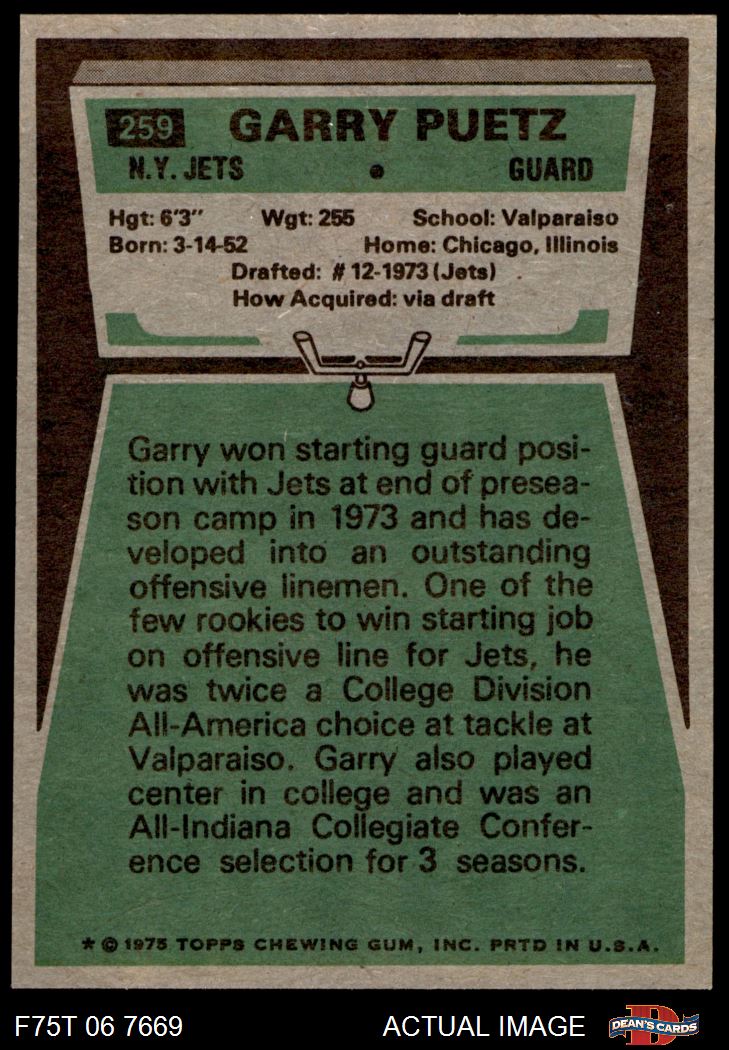 259 GARRY PUETZ
N.Y. JETS • GUARD
Hgt: 6'3" Wgt: 255 School: Valparaiso
Born: 3-14-52 Home: Chicago, Illinois
Drafted: #12-1973 (Jets)
How Acquired: via draft
Garry won starting guard posi-
tion with Jets at end of presea-
son camp in 1973 and has de-
veloped into an outstanding
offensive linemen. One of the
few rookies to win starting job
on offensive line for Jets, he
was twice a College Division
All-America choice at tackle at
Valparaiso. Garry also played
center in college and was an
All-Indiana Collegiate Confer-
ence selection for 3 seasons.
* © 1975 TOPPS CHEWING GUM, INC. PRTD IN U.S.A.
F75T 06 7669 ACTUAL IMAGE D DEAN'S CARDS